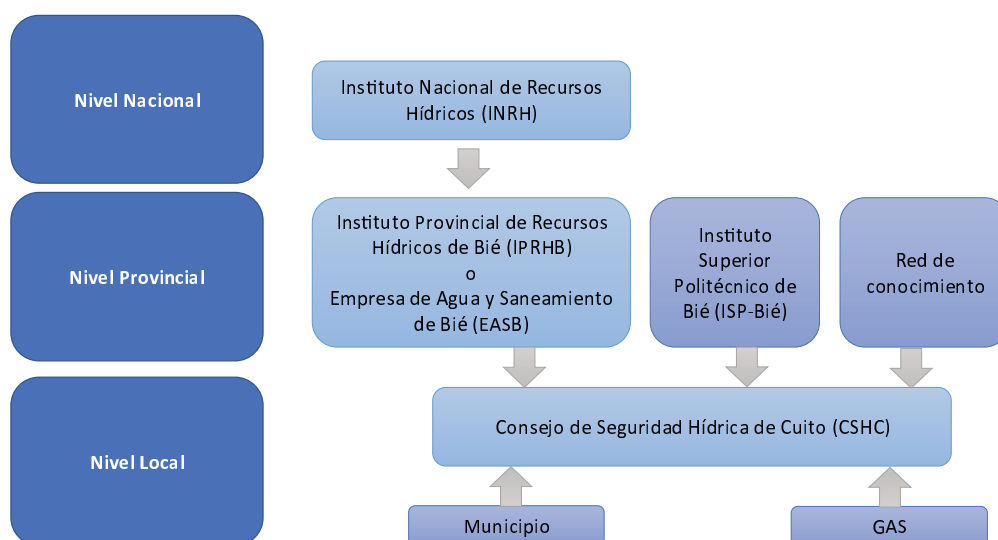 Nivel Nacional
Instituto Nacional de Recursos
Hídricos (INRH)
Nivel Provincial
Instituto Provincial de Recursos
Hídricos de Bié (IPRHB)
o
Empresa de Agua y Saneamiento
de Bié (EASB)
Instituto
Superior
Politécnico de
Bié (ISP-Bié)
Red de
conocimiento
Nivel Local
Consejo de Seguridad Hídrica de Cuito (CSHC)
Municipio
GAS